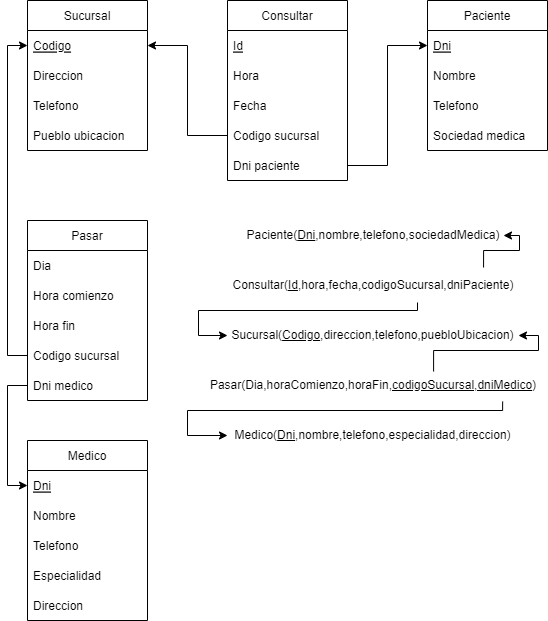 Sucursal
Codigo
Direccion
Telefono
Pueblo ubicacion
Consultar
Id
Hora
Fecha
Codigo sucursal
Dni paciente
Paciente
Dni
Nombre
Telefono
Sociedad medica
Pasar
Dia
Hora comienzo
Hora fin
Codigo sucursal
Dni medico
Medico
Dni
Nombre
Telefono
Especialidad
Direccion
Paciente(Dni,nombre,telefono,sociedadMedica)
Consultar(Id,hora,fecha,codigoSucursal,dniPaciente)
Sucursal(Codigo,direccion,telefono,puebloUbicacion)
Pasar(Dia,horaComienzo,horaFin,codigoSucursal,dniMedico)
Medico(Dni,nombre,telefono,especialidad,direccion)